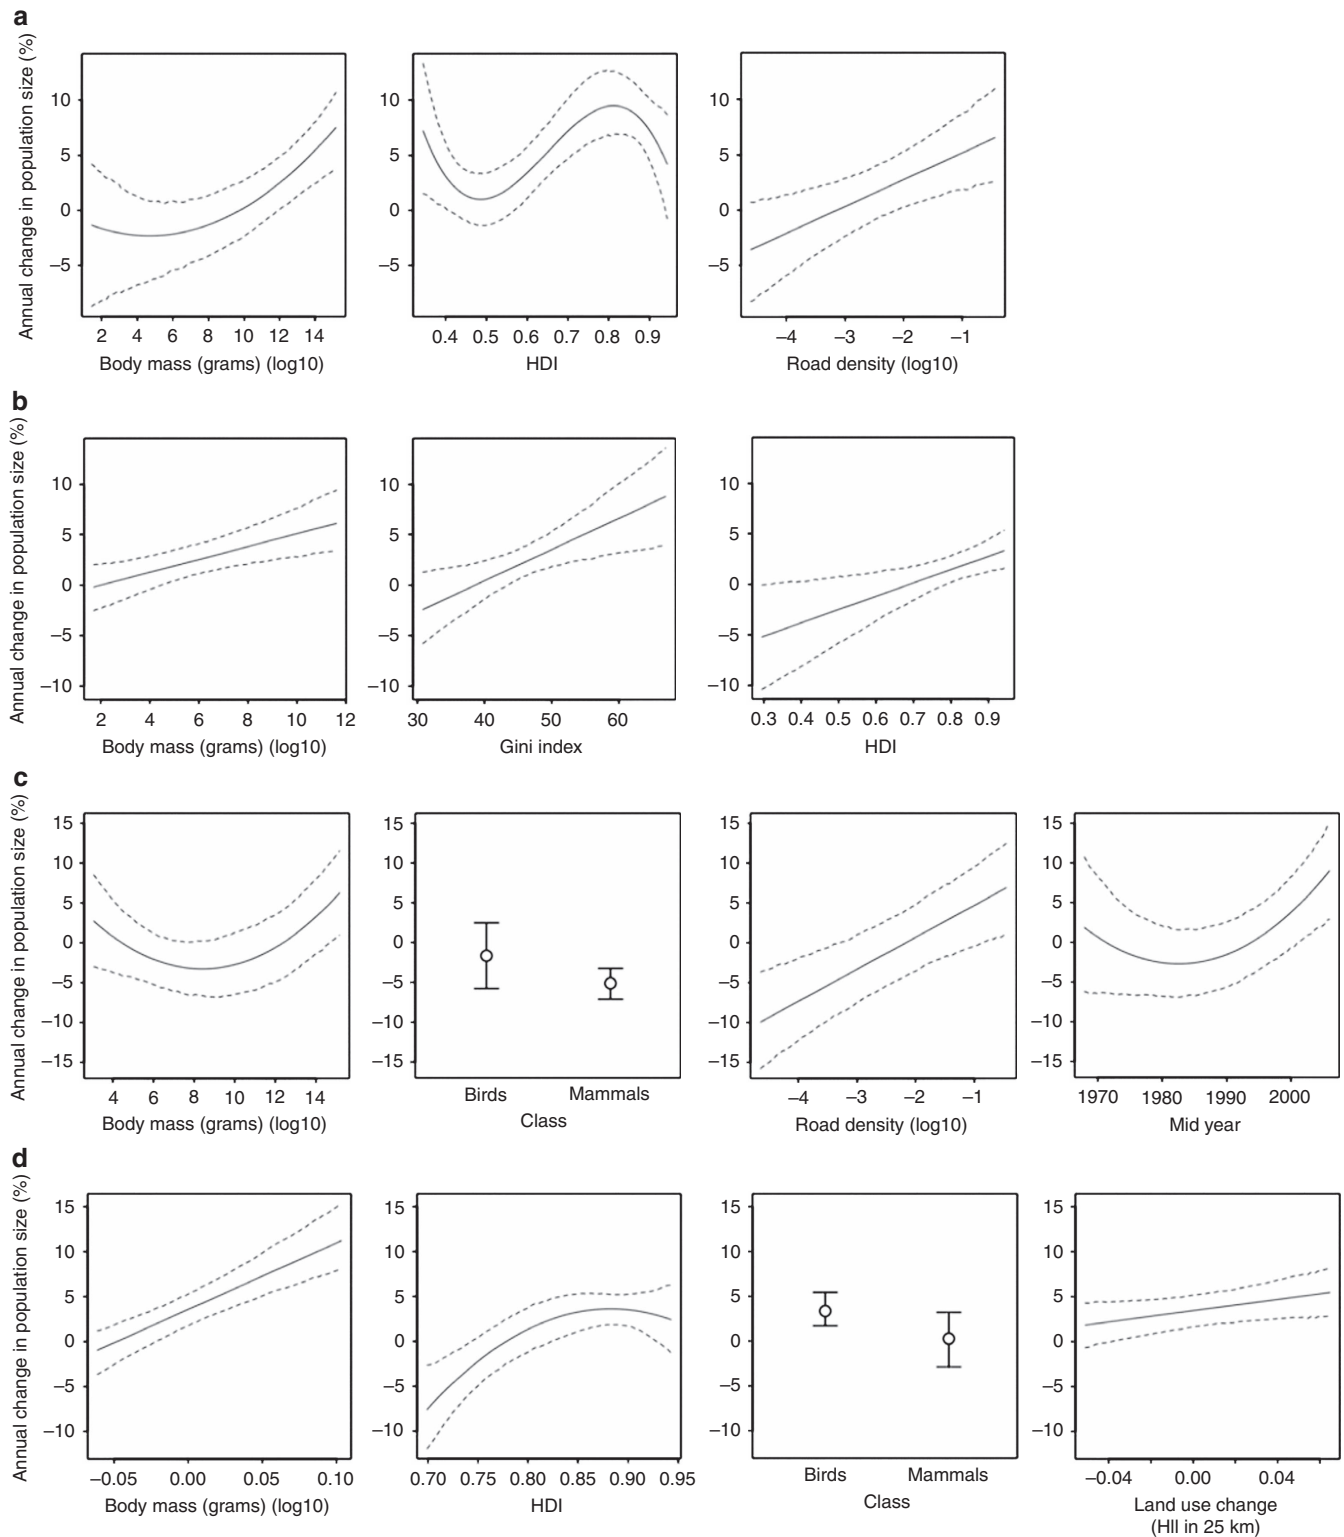 a
Annual change in population size (%)
10
5
0
–5
2 4 6 8 10 12 14
Body mass (grams) (log10)
10
5
0
–5
0.4 0.5 0.6 0.7 0.8 0.9
HDI
10
5
0
–5
–4 –3 –2 –1
Road density (log10)
b
Annual change in population size (%)
10
5
0
–5
–10
2 4 6 8 10 12
Body mass (grams) (log10)
10
5
0
–5
–10
30 40 50 60
Gini index
10
5
0
–5
–10
0.3 0.4 0.5 0.6 0.7 0.8 0.9
HDI
c
Annual change in population size (%)
15
10
5
0
–5
–10
–15
4 6 8 10 12 14
Body mass (grams) (log10)
15
10
5
0
–5
–10
–15
Birds Mammals
Class
15
10
5
0
–5
–10
–15
–4 –3 –2 –1
Road density (log10)
15
10
5
0
–5
–10
–15
1970 1980 1990 2000
Mid year
d
Annual change in population size (%)
15
10
5
0
–5
–10
–0.05 0.00 0.05 0.10
Body mass (grams) (log10)
15
10
5
0
–5
–10
0.70 0.75 0.80 0.85 0.90 0.95
HDI
15
10
5
0
–5
–10
Birds Mammals
Class
15
10
5
0
–5
–10
–0.04 0.00 0.04
Land use change
(HII in 25 km)